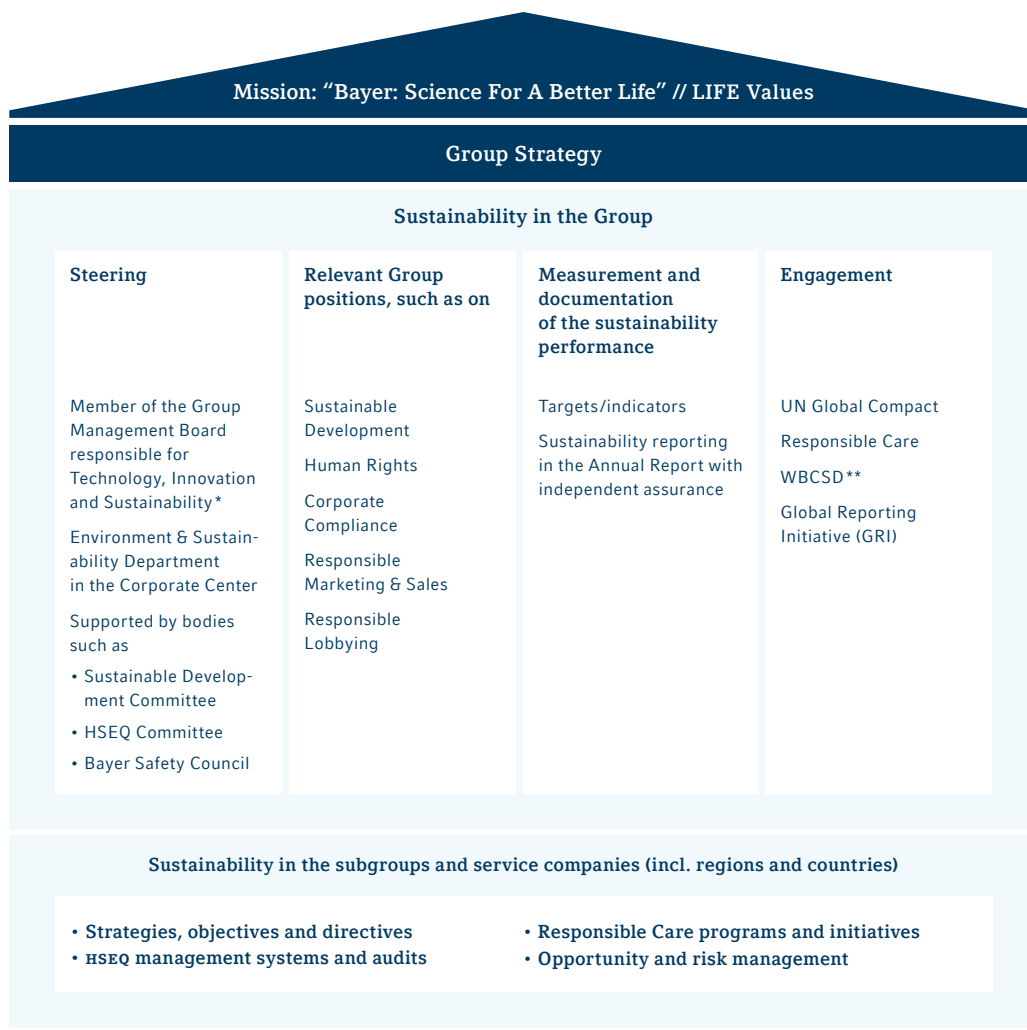 Mission: “Bayer: Science For A Better Life” // LIFE Values
Group Strategy
Sustainability in the Group
Steering
Member of the Group
Management Board
responsible for
Technology, Innovation
and Sustainability*
Environment & Sustain-
ability Department
in the Corporate Center
Supported by bodies
such as
• Sustainable Develop-
ment Committee
• HSEQ Committee
• Bayer Safety Council
Relevant Group
positions, such as on
Sustainable
Development
Human Rights
Corporate
Compliance
Responsible
Marketing & Sales
Responsible
Lobbying
Measurement and
documentation
of the sustainability
performance
Targets/indicators
Sustainability reporting
in the Annual Report with
independent assurance
Engagement
UN Global Compact
Responsible Care
WBCSD**
Global Reporting
Initiative (GRI)
Sustainability in the subgroups and service companies (incl. regions and countries)
• Strategies, objectives and directives
• HSEQ management systems and audits
• Responsible Care programs and initiatives
• Opportunity and risk management